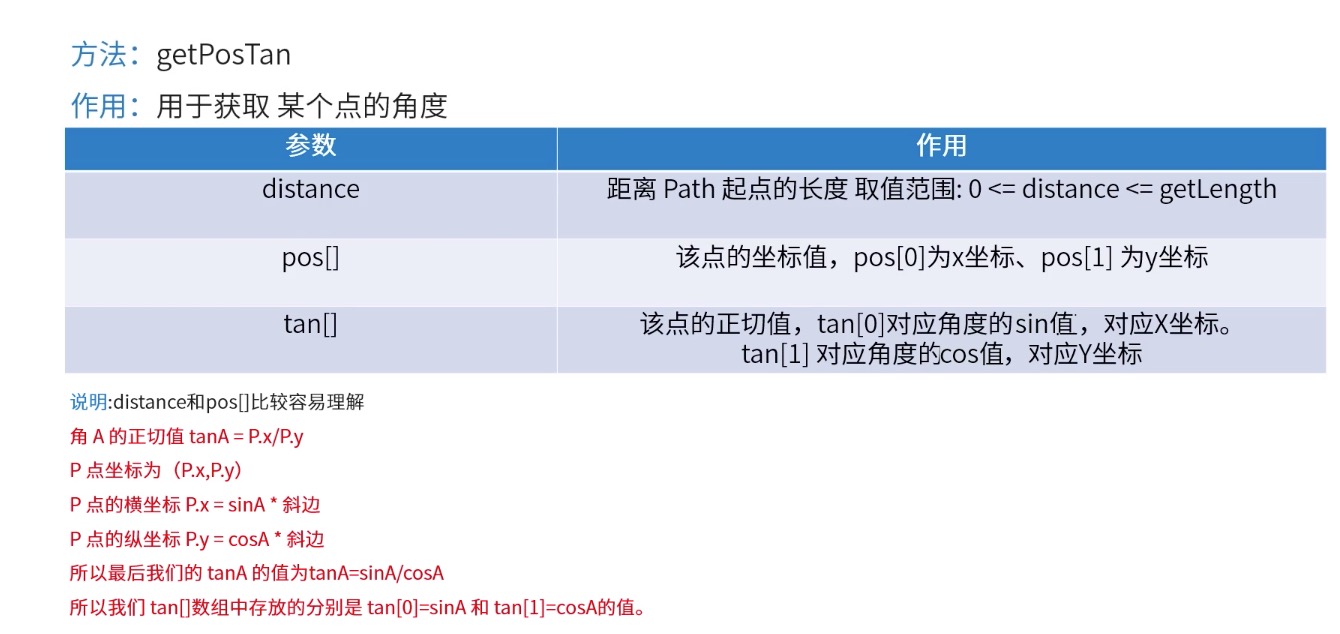 方法：getPosTan
作用：用于获取 某个点的角度
参数 作用
distance 距离 Path 起点的长度 取值范围: 0 <= distance <= getLength
pos[] 该点的坐标值，pos[0]为x坐标、pos[1] 为y坐标
tan[] 该点的正切值，tan[0]对应角度的sin值，对应X坐标。
tan[1] 对应角度的cos值，对应Y坐标
说明:distance和pos[]比较容易理解
角 A 的正切值 tanA = P.x/P.y
P 点坐标为（P.x,P.y）
P 点的横坐标 P.x = sinA * 斜边
P 点的纵坐标 P.y = cosA * 斜边
所以最后我们的 tanA 的值为tanA=sinA/cosA
所以我们 tan[]数组中存放的分别是 tan[0]=sinA 和 tan[1]=cosA的值。